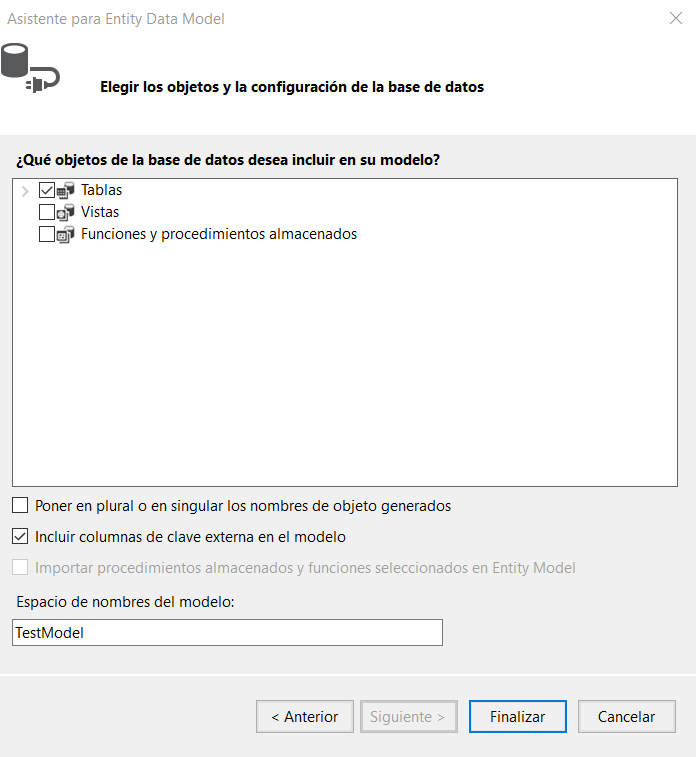 Asistente para Entity Data Model
Elegir los objetos y la configuración de la base de datos
¿Qué objetos de la base de datos desea incluir en su modelo?
Tablas
Vistas
Funciones y procedimientos almacenados
Poner en plural o en singular los nombres de objeto generados
Incluir columnas de clave externa en el modelo
Importar procedimientos almacenados y funciones seleccionados en Entity Model
Espacio de nombres del modelo:
TestModel
< Anterior Siguiente > Finalizar Cancelar